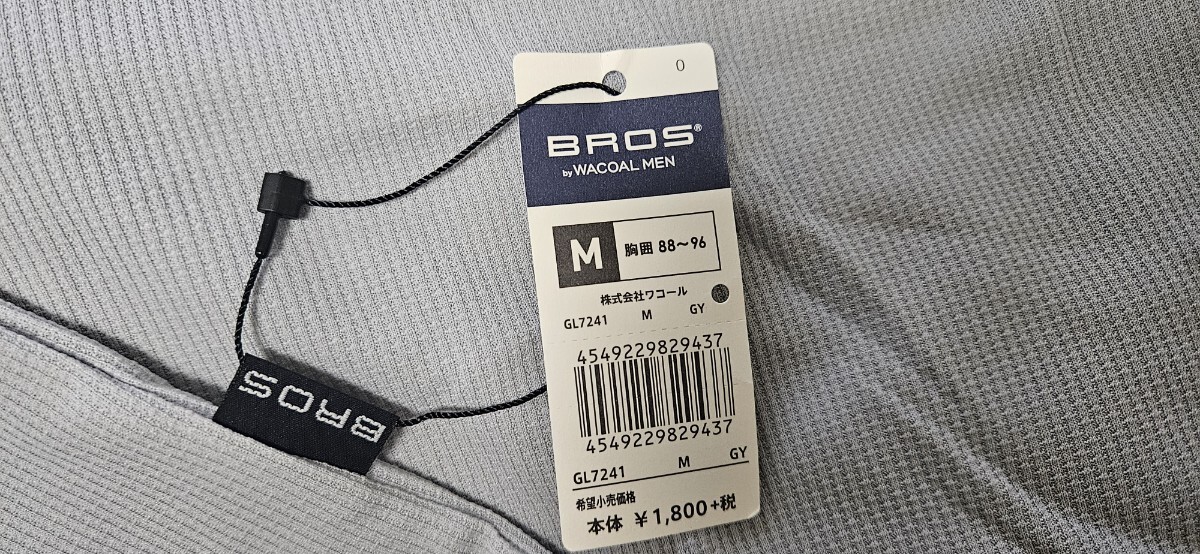 0
BROS®
by WACOAL MEN
M 胸囲 88〜96
株式会社ワコール
GL7241 M GY
4549229829437
4549229829437
GL7241 M GY
希望小売価格
本体 ¥1,800+税
BROS